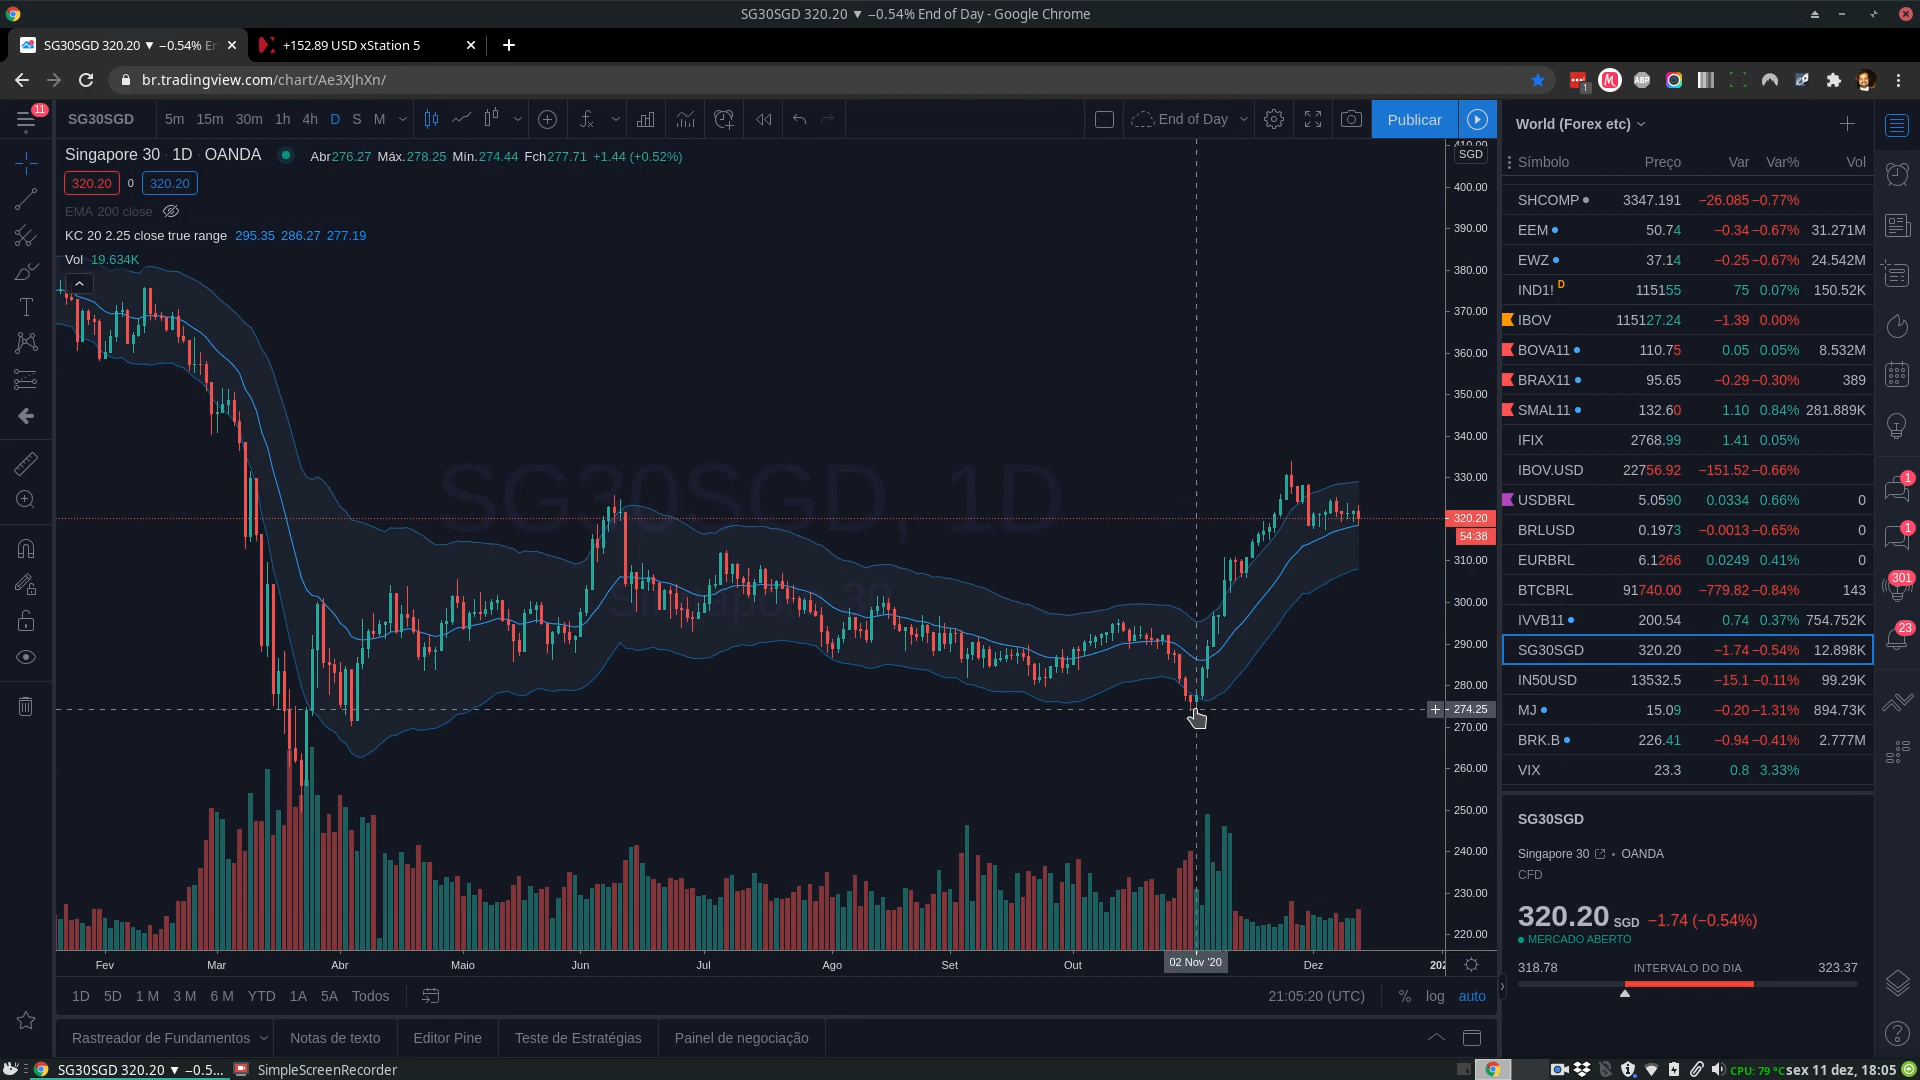 SG30SGD 320.20 ▼ −0.54% End of Day - Google Chrome
SG30SGD 320.20 ▼ −0.54% En
+152.89 USD xStation 5
br.tradingview.com/chart/Ae3XJhXn/
1
11
SG30SGD 5m 15m 30m 1h 4h D S M
End of Day
Publicar
Singapore 30 · 1D · OANDA
Abr276.27 Máx.278.25 Mín.274.44 Fch277.71 +1.44 (+0.52%)
320.20 0 320.20
EMA 200 close
KC 20 2.25 close true range 295.35 286.27 277.19
Vol 19.634K
SG30SGD, 1D
Singapore 30
SGD
410.00
400.00
390.00
380.00
370.00
360.00
350.00
340.00
330.00
320.20
54:38
310.00
300.00
290.00
280.00
274.25
270.00
260.00
250.00
240.00
230.00
220.00
Fev Mar Abr Maio Jun Jul Ago Set Out 02 Nov '20 Dez 202
1D 5D 1 M 3 M 6 M YTD 1A 5A Todos
21:05:20 (UTC) % log auto
Rastreador de Fundamentos Notas de texto Editor Pine Teste de Estratégias Painel de negociação
World (Forex etc)
Símbolo Preço Var Var% Vol
SHCOMP 3347.191 −26.085 −0.77%
EEM 50.74 −0.34 −0.67% 31.271M
EWZ 37.14 −0.25 −0.67% 24.542M
IND1! D 115155 75 0.07% 150.52K
IBOV 115127.24 −1.39 0.00%
BOVA11 110.75 0.05 0.05% 8.532M
BRAX11 95.65 −0.29 −0.30% 389
SMAL11 132.60 1.10 0.84% 281.889K
IFIX 2768.99 1.41 0.05%
IBOV.USD 22756.92 −151.52 −0.66%
USDBRL 5.0590 0.0334 0.66% 0
BRLUSD 0.1973 −0.0013 −0.65% 0
EURBRL 6.1266 0.0249 0.41% 0
BTCBRL 91740.00 −779.82 −0.84% 143
IVVB11 200.54 0.74 0.37% 754.752K
SG30SGD 320.20 −1.74 −0.54% 12.898K
IN50USD 13532.5 −15.1 −0.11% 99.29K
MJ 15.09 −0.20 −1.31% 894.73K
BRK.B 226.41 −0.94 −0.41% 2.777M
VIX 23.3 0.8 3.33%
SG30SGD
Singapore 30 • OANDA
CFD
320.20 SGD −1.74 (−0.54%)
MERCADO ABERTO
318.78 INTERVALO DO DIA 323.37
1
1
301
23
SG30SGD 320.20 ▼ −0.5...
SimpleScreenRecorder
CPU: 79 °C
sex 11 dez, 18:05